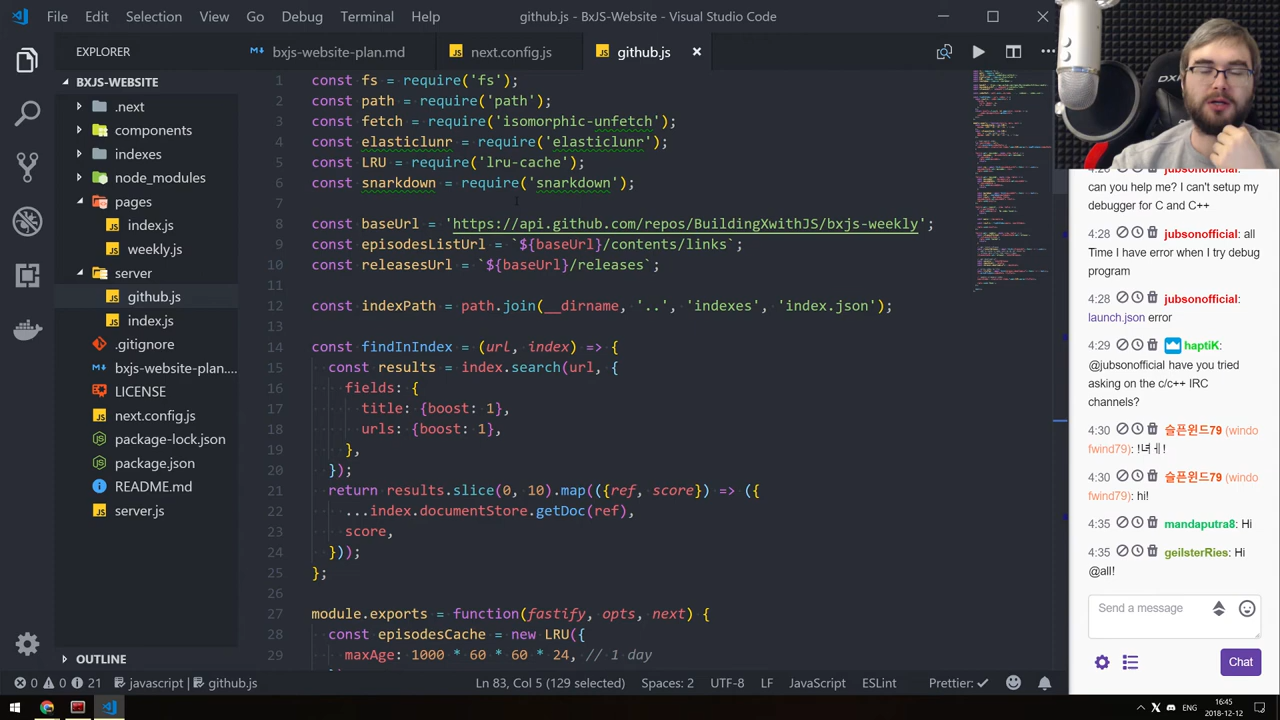 File Edit Selection View Go Debug Terminal Help
github.js - BxJS-Website - Visual Studio Code
EXPLORER
bxjs-website-plan.md
next.config.js
github.js
BXJS-WEBSITE
.next
components
indexes
node_modules
pages
index.js
weekly.js
server
github.js
index.js
.gitignore
bxjs-website-plan....
LICENSE
next.config.js
package-lock.json
package.json
README.md
server.js
OUTLINE
1 const fs = require('fs');
2 const path = require('path');
3 const fetch = require('isomorphic-unfetch');
4 const elasticlunr = require('elasticlunr');
5 const LRU = require('lru-cache');
6 const snarkdown = require('snarkdown');
7
8 const baseUrl = 'https://api.github.com/repos/BuildingXwithJS/bxjs-weekly';
9 const episodesListUrl = `${baseUrl}/contents/links`;
10 const releasesUrl = `${baseUrl}/releases`;
11
12 const indexPath = path.join(__dirname, '..', 'indexes', 'index.json');
13
14 const findInIndex = (url, index) => {
15 const results = index.search(url, {
16 fields: {
17 title: {boost: 1},
18 urls: {boost: 1},
19 },
20 });
21 return results.slice(0, 10).map(({ref, score}) => ({
22 ...index.documentStore.getDoc(ref),
23 score,
24 }));
25 };
26
27 module.exports = function(fastify, opts, next) {
28 const episodesCache = new LRU({
29 maxAge: 1000 * 60 * 60 * 24, // 1 day
jubsonofficial:
can you help me? I can't setup my
debugger for C and C++
4:28 jubsonofficial: all
Time I have error when I try debug
program
4:28 jubsonofficial:
launch.json error
4:29 haptiK:
@jubsonofficial have you tried
asking on the c/c++ IRC
channels?
4:30 슬픈윈드79 (windo
fwind79): !녀ㅔ!
4:30 슬픈윈드79 (windo
fwind79): hi!
4:35 mandaputra8: Hi
4:35 geilsterRies: Hi
@all!
Send a message
Chat
0 0 21 javascript github.js
Ln 83, Col 1 (129 selected) Spaces: 2 UTF-8 LF JavaScript ESLint Prettier: ✓
ENG
16:45
2018-12-12